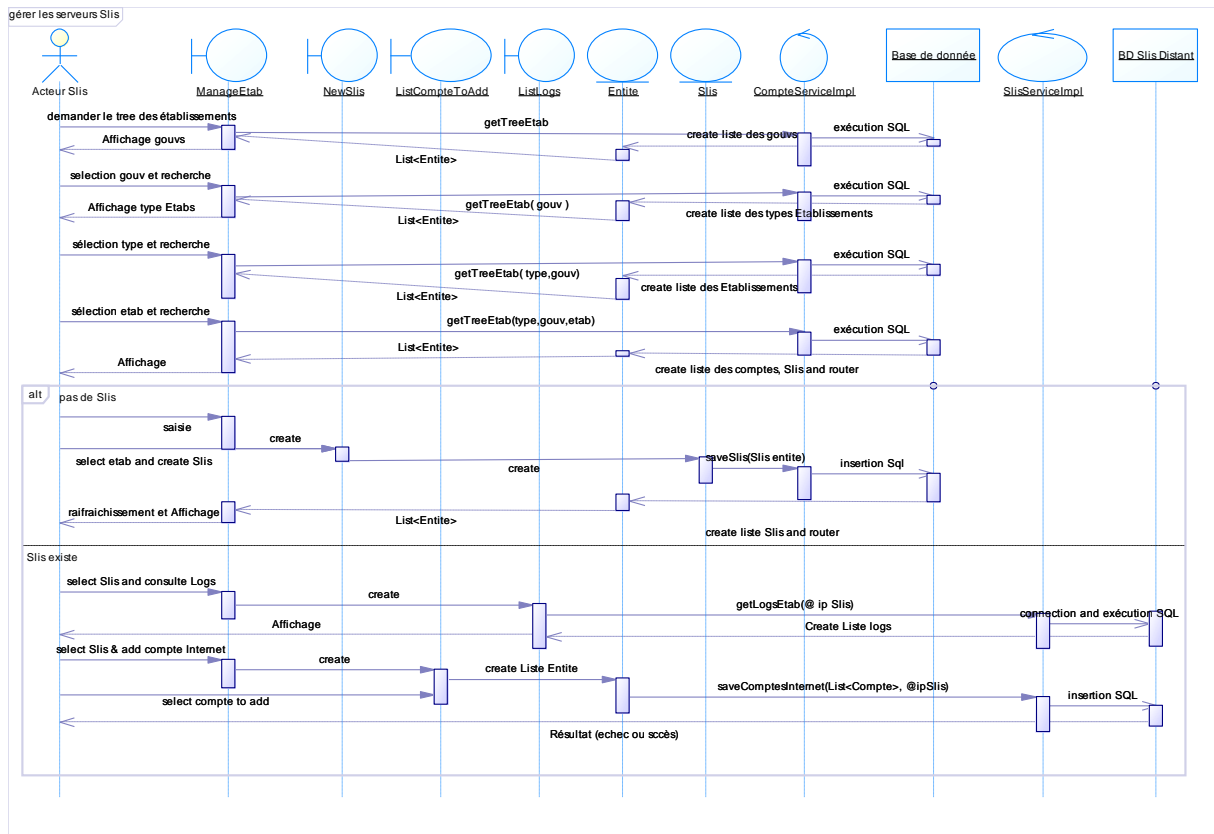 gérer les serveurs Slis
Acteur Slis
ManageEtab
NewSlis
ListCompteToAdd
ListLogs
Entite
Slis
CompteServiceImpl
Base de donnée
SlisServiceImpl
BD Slis Distant
demander le tree des établissements
getTreeEtab
create liste des gouvs
exécution SQL
Affichage gouvs
List<Entite>
selection gouv et recherche
exécution SQL
Affichage type Etabs
getTreeEtab( gouv )
create liste des types Etablissements
List<Entite>
sélection type et recherche
exécution SQL
getTreeEtab( type,gouv)
create liste des Etablissements
List<Entite>
sélection etab et recherche
getTreeEtab(type,gouv,etab)
exécution SQL
List<Entite>
Affichage
create liste des comptes, Slis and router
alt
pas de Slis
saisie
create
select etab and create Slis
create
saveSlis(Slis entite)
insertion Sql
raifraichissement et Affichage
List<Entite>
create liste Slis and router
Slis existe
select Slis and consulte Logs
create
getLogsEtab(@ ip Slis)
connection and exécution SQL
Affichage
Create Liste logs
select Slis & add compte Internet
create
create Liste Entite
saveComptesInternet(List<Compte>, @ipSlis)
insertion SQL
select compte to add
Résultat (echec ou sccès)